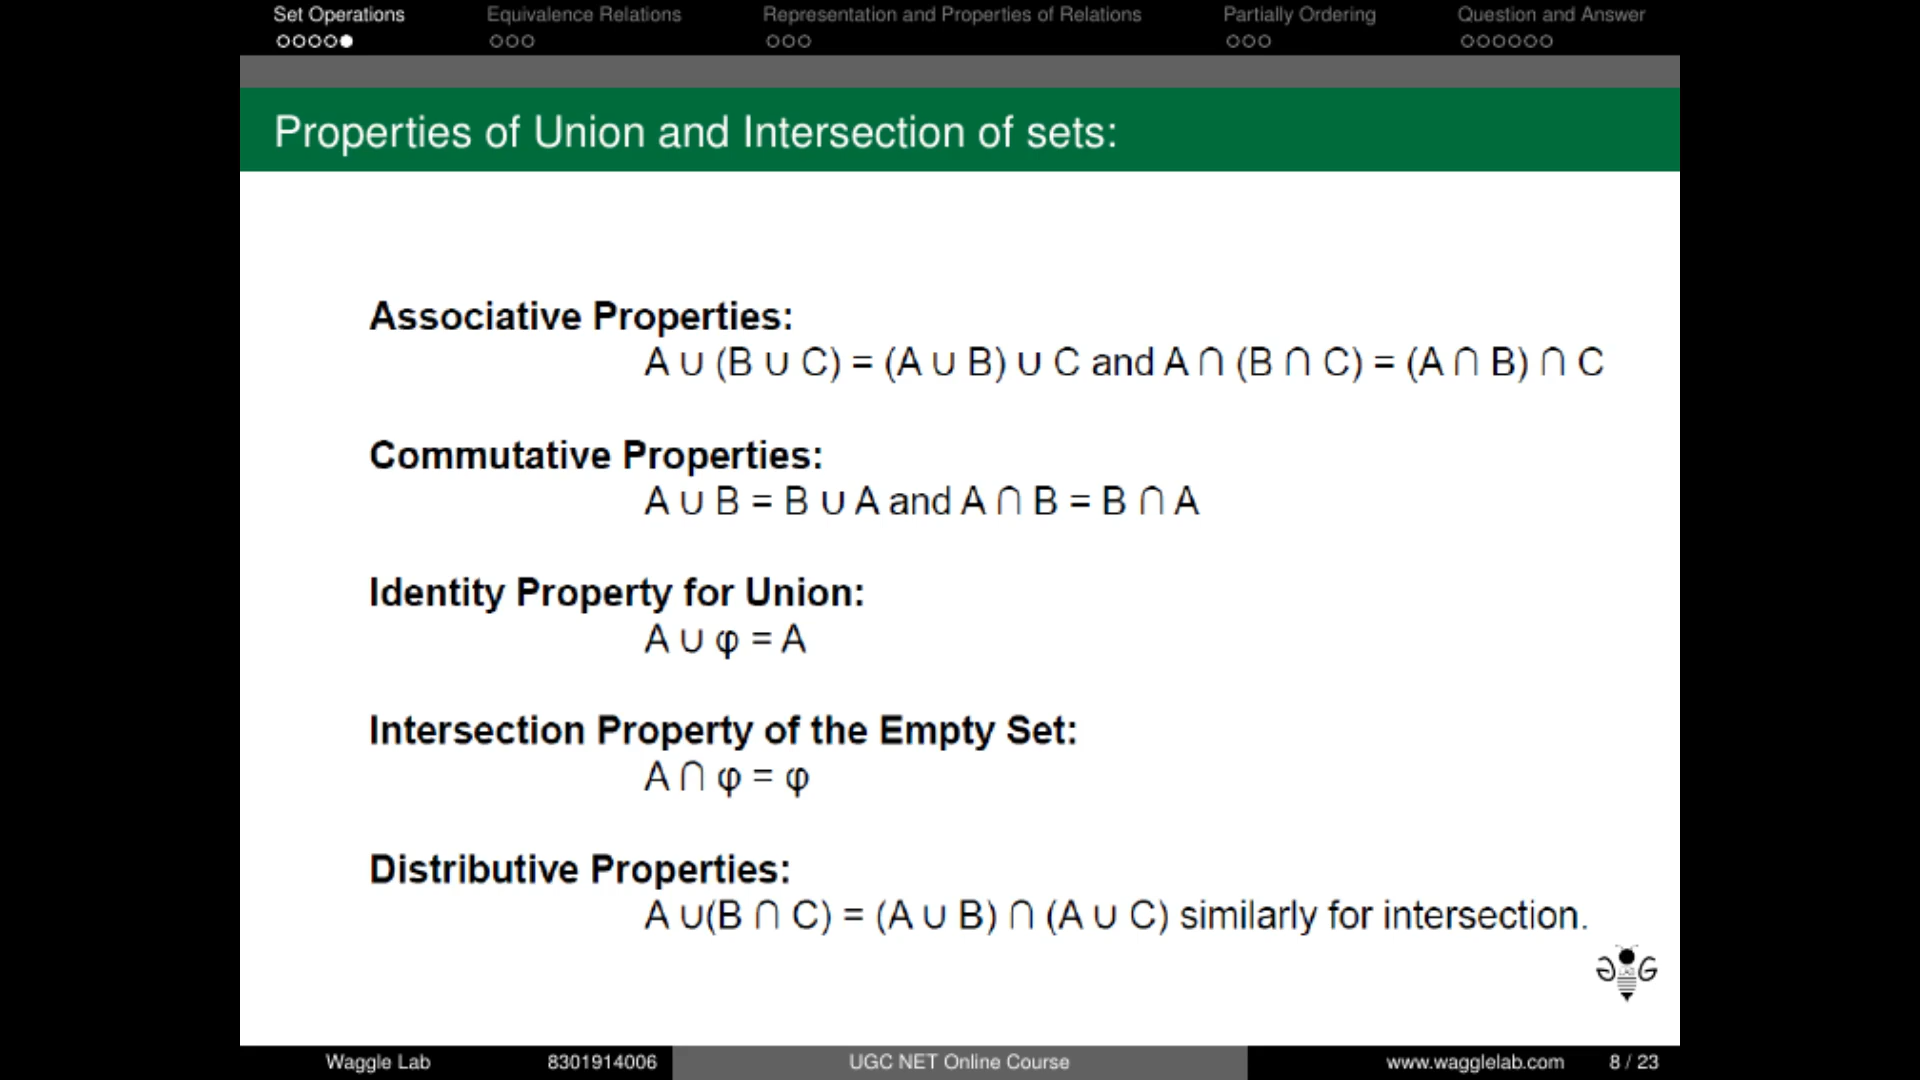 Set Operations Equivalence Relations Representation and Properties of Relations Partially Ordering Question and Answer
Properties of Union and Intersection of sets:
Associative Properties:
A ∪ (B ∪ C) = (A ∪ B) ∪ C and A ∩ (B ∩ C) = (A ∩ B) ∩ C
Commutative Properties:
A ∪ B = B ∪ A and A ∩ B = B ∩ A
Identity Property for Union:
A ∪ φ = A
Intersection Property of the Empty Set:
A ∩ φ = φ
Distributive Properties:
A ∪(B ∩ C) = (A ∪ B) ∩ (A ∪ C) similarly for intersection.
Waggle Lab 8301914006 UGC NET Online Course www.wagglelab.com 8 / 23